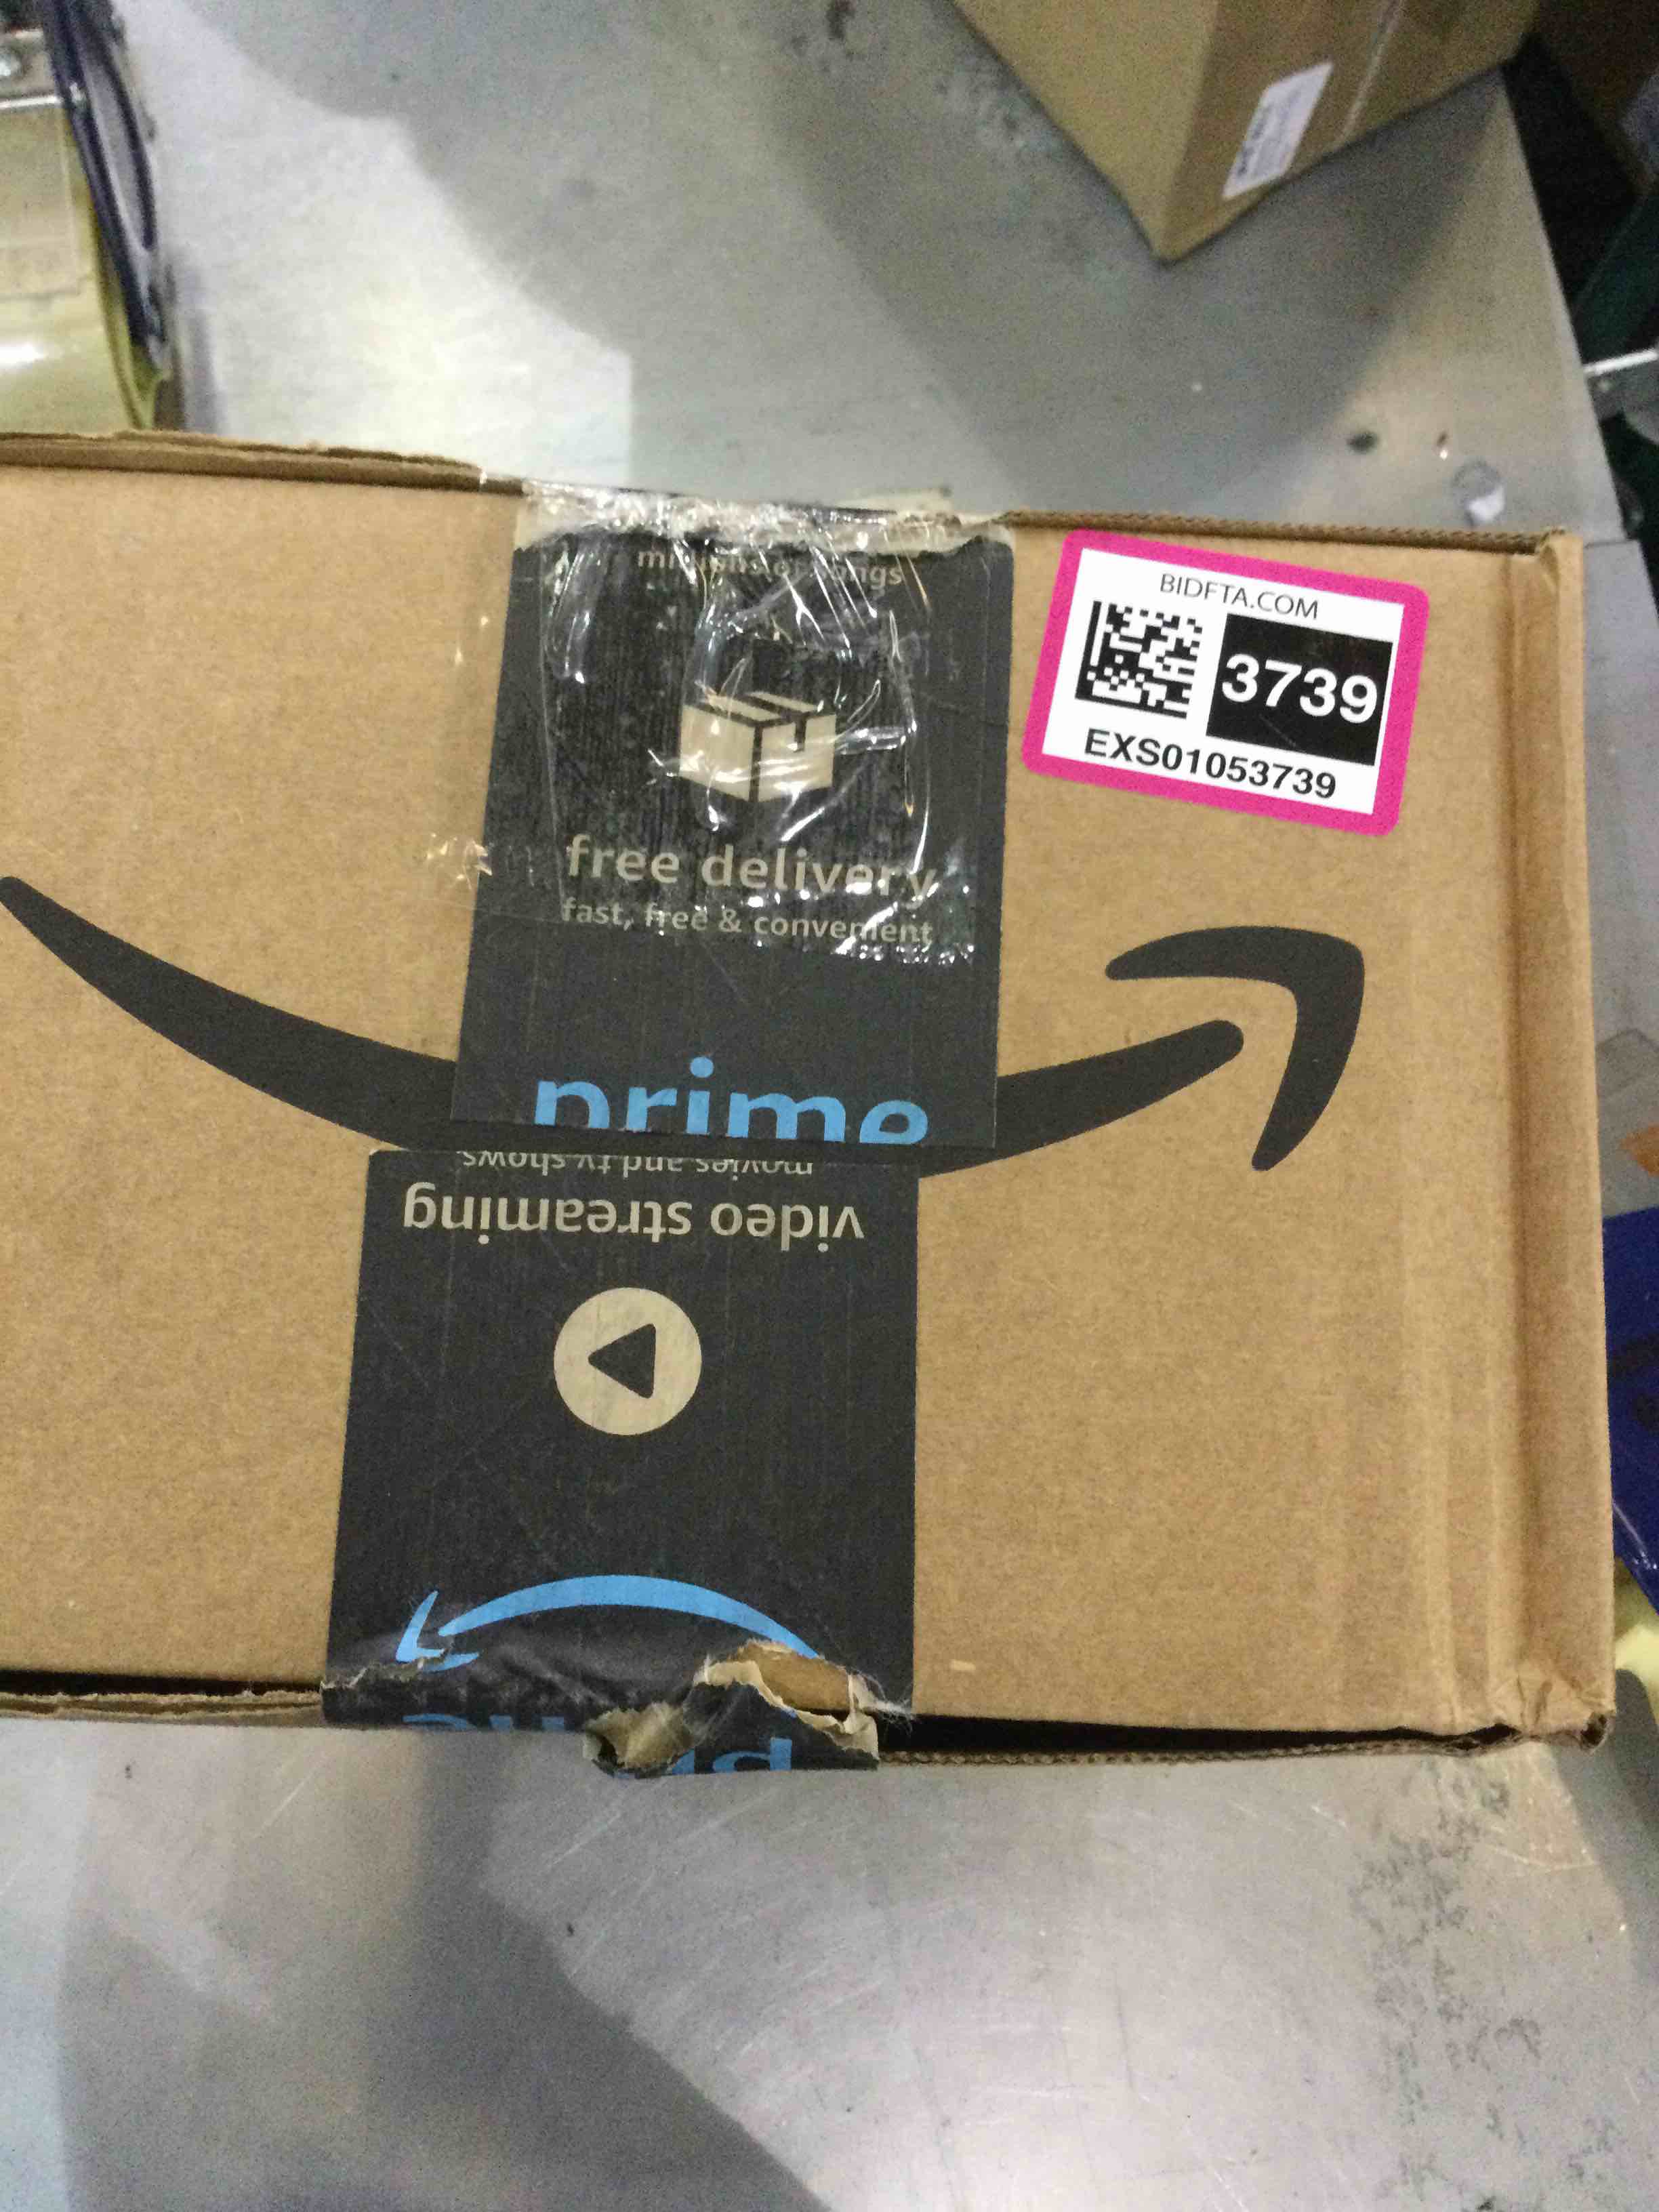 BIDFTA.COM
3739
EXS01053739
free delivery
fast, free & convenient
prime
movies and tv shows
video streaming